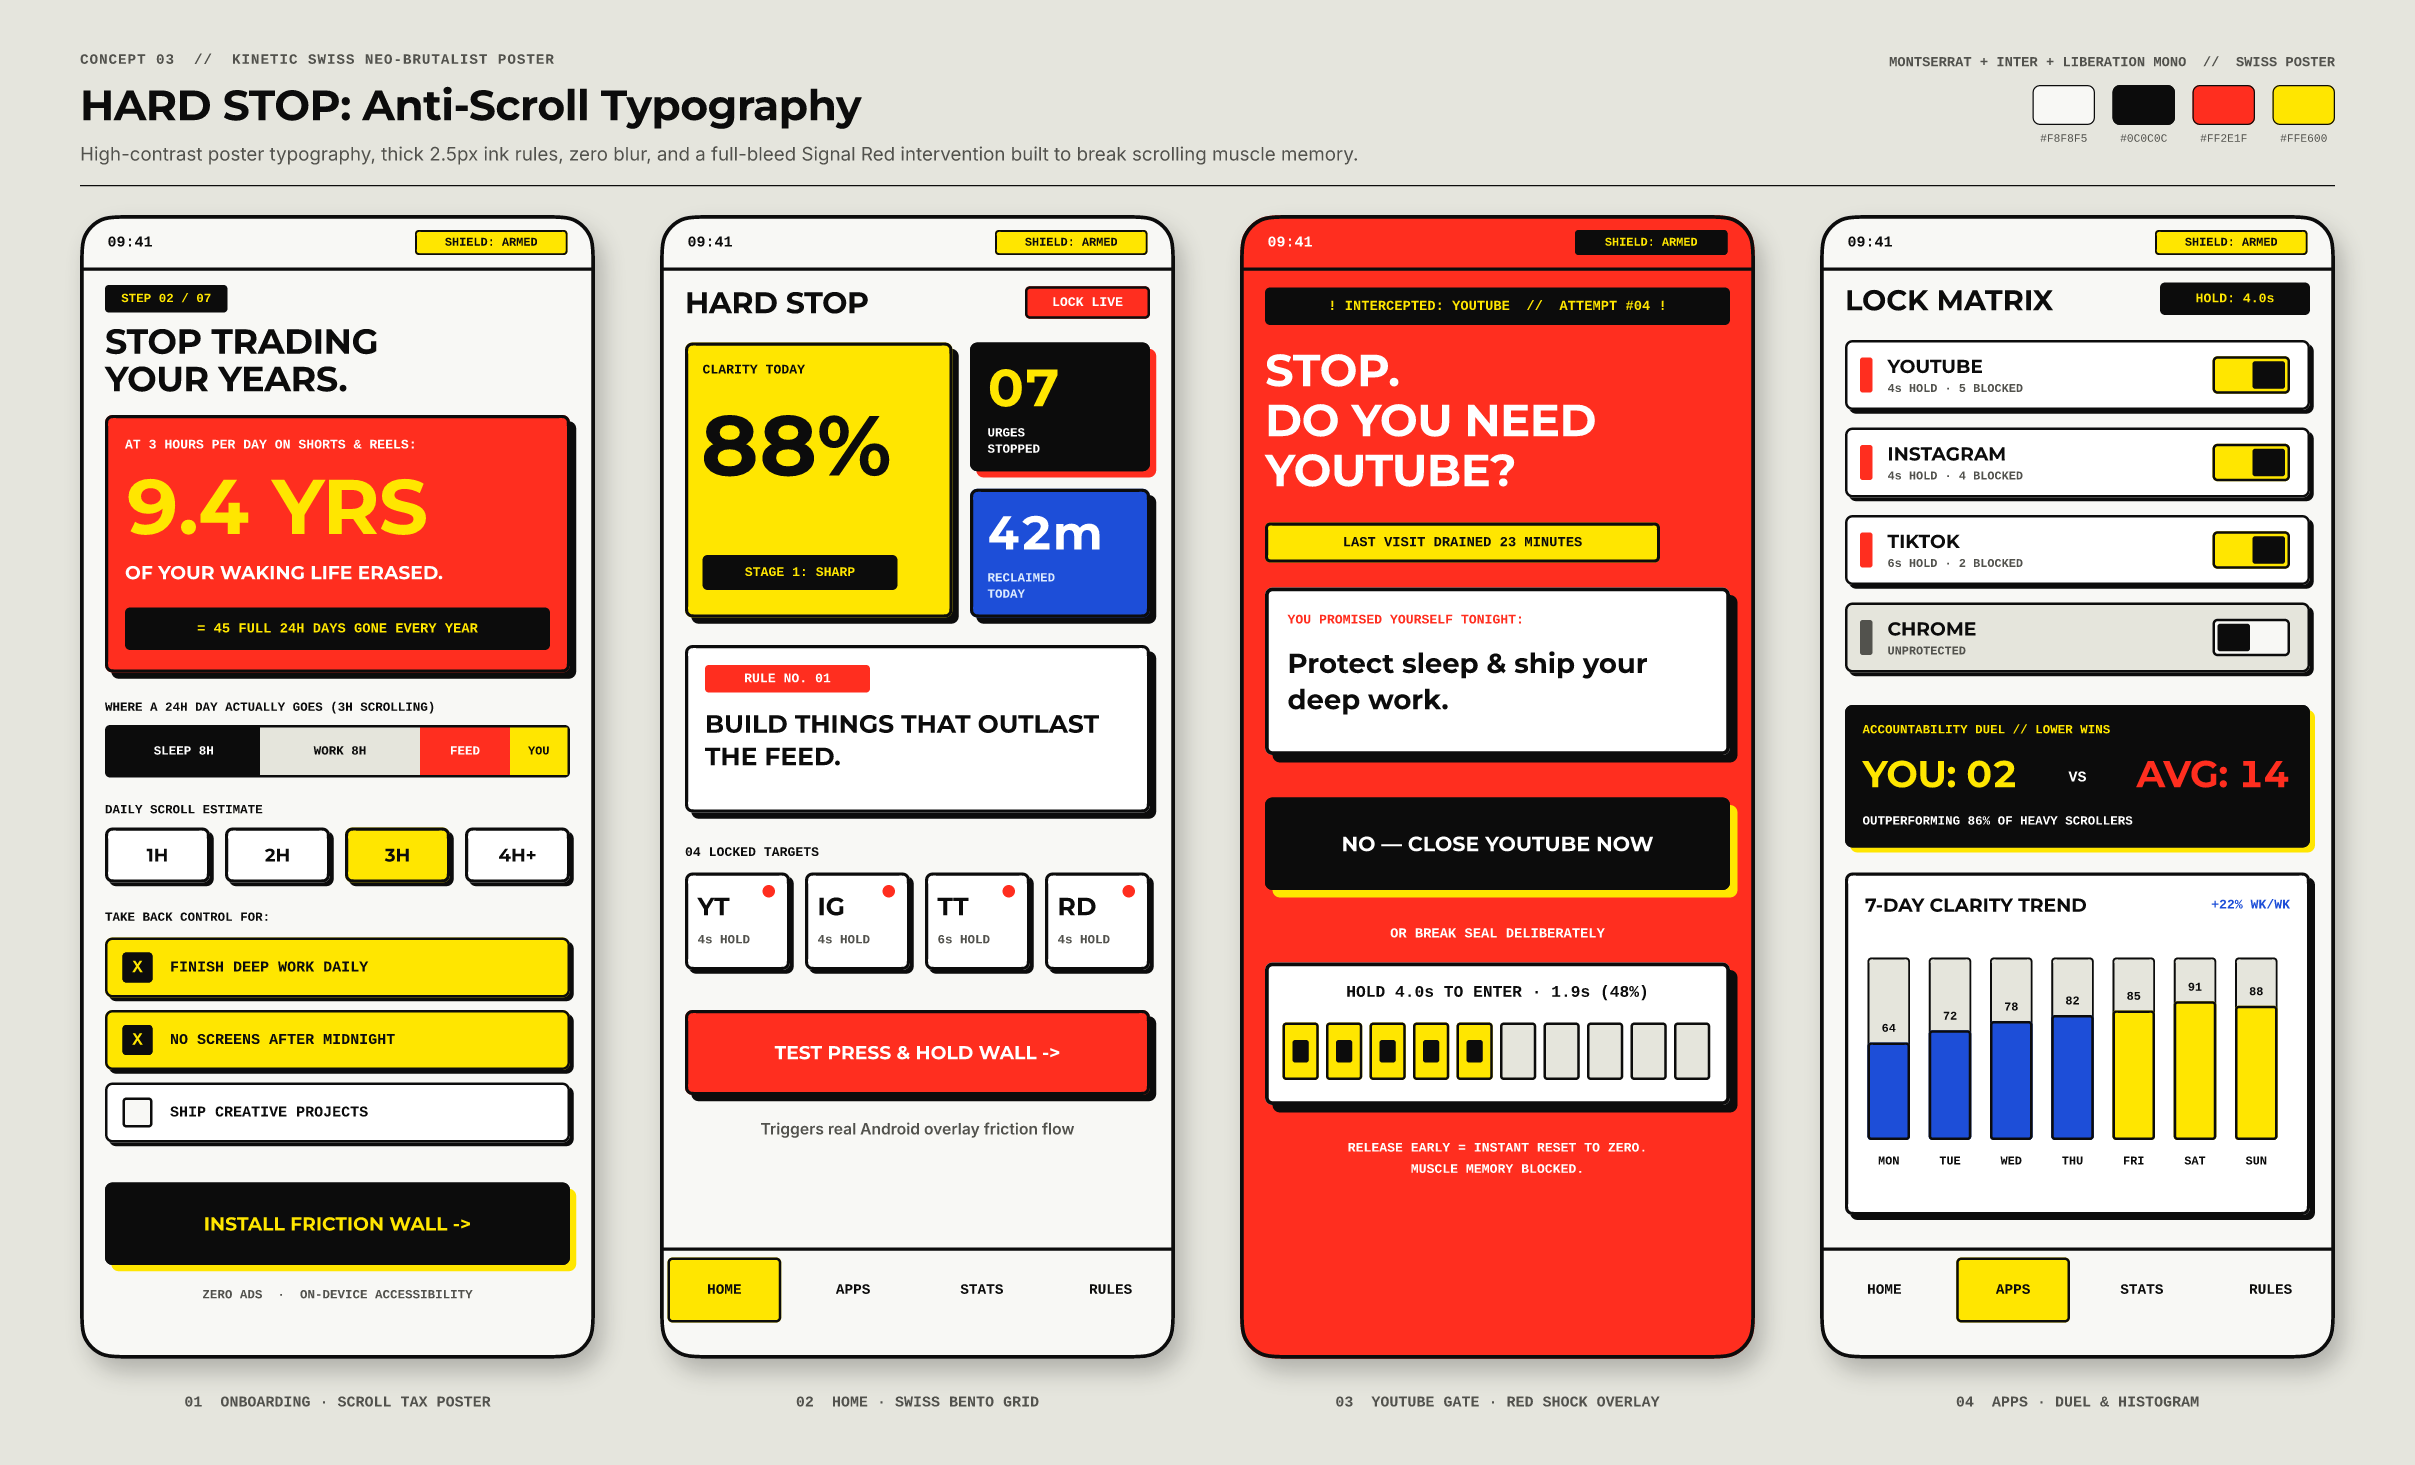 CONCEPT 03 // KINETIC SWISS NEO-BRUTALIST POSTER
HARD STOP: Anti-Scroll Typography
High-contrast poster typography, thick 2.5px ink rules, zero blur, and a full-bleed Signal Red intervention built to break scrolling muscle memory.
MONTSERRAT + INTER + LIBERATION MONO // SWISS POSTER
#F8F8F5 #0C0C0C #FF2E1F #FFE600
09:41
SHIELD: ARMED
STEP 02 / 07
STOP TRADING
YOUR YEARS.
AT 3 HOURS PER DAY ON SHORTS & REELS:
9.4 YRS
OF YOUR WAKING LIFE ERASED.
= 45 FULL 24H DAYS GONE EVERY YEAR
WHERE A 24H DAY ACTUALLY GOES (3H SCROLLING)
SLEEP 8H WORK 8H FEED YOU
DAILY SCROLL ESTIMATE
1H 2H 3H 4H+
TAKE BACK CONTROL FOR:
X FINISH DEEP WORK DAILY
X NO SCREENS AFTER MIDNIGHT
SHIP CREATIVE PROJECTS
INSTALL FRICTION WALL ->
ZERO ADS · ON-DEVICE ACCESSIBILITY
01 ONBOARDING · SCROLL TAX POSTER
09:41
SHIELD: ARMED
HARD STOP
LOCK LIVE
CLARITY TODAY
88%
STAGE 1: SHARP
07
URGES
STOPPED
42m
RECLAIMED
TODAY
RULE NO. 01
BUILD THINGS THAT OUTLAST
THE FEED.
04 LOCKED TARGETS
YT IG TT RD
4s HOLD 4s HOLD 6s HOLD 4s HOLD
TEST PRESS & HOLD WALL ->
Triggers real Android overlay friction flow
HOME APPS STATS RULES
02 HOME · SWISS BENTO GRID
09:41
SHIELD: ARMED
! INTERCEPTED: YOUTUBE // ATTEMPT #04 !
STOP.
DO YOU NEED
YOUTUBE?
LAST VISIT DRAINED 23 MINUTES
YOU PROMISED YOURSELF TONIGHT:
Protect sleep & ship your
deep work.
NO — CLOSE YOUTUBE NOW
OR BREAK SEAL DELIBERATELY
HOLD 4.0s TO ENTER · 1.9s (48%)
RELEASE EARLY = INSTANT RESET TO ZERO.
MUSCLE MEMORY BLOCKED.
03 YOUTUBE GATE · RED SHOCK OVERLAY
09:41
SHIELD: ARMED
LOCK MATRIX
HOLD: 4.0s
YOUTUBE
4s HOLD · 5 BLOCKED
INSTAGRAM
4s HOLD · 4 BLOCKED
TIKTOK
6s HOLD · 2 BLOCKED
CHROME
UNPROTECTED
ACCOUNTABILITY DUEL // LOWER WINS
YOU: 02 VS AVG: 14
OUTPERFORMING 86% OF HEAVY SCROLLERS
7-DAY CLARITY TREND
+22% WK/WK
64 72 78 82 85 91 88
MON TUE WED THU FRI SAT SUN
HOME APPS STATS RULES
04 APPS · DUEL & HISTOGRAM